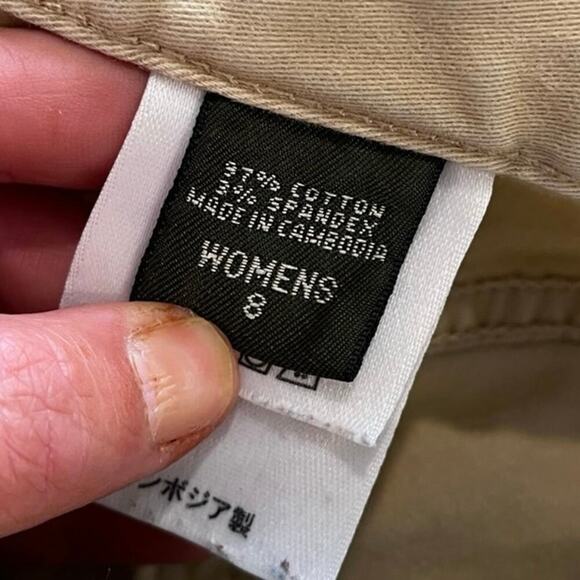 97% COTTON
3% SPANDEX
MADE IN CAMBODIA
WOMENS
8
ンボジア製